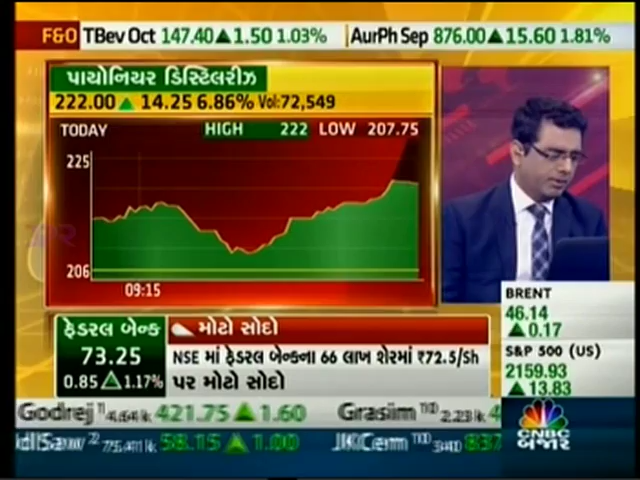 F&O TBev Oct 147.40 ▲ 1.50 1.03% AurPh Sep 876.00 ▲ 15.60 1.81%
પાયોનિયર ડિસ્ટિલરીઝ
222.00 ▲ 14.25 6.86% Vol:72,549
TODAY HIGH 222 LOW 207.75
225
206
09:15
BRENT
46.14
▲ 0.17
S&P 500 (US)
2159.93
▲ 13.83
ફેડરલ બેન્ક
73.25
0.85 ▲ 1.17%
મોટો સોદો
NSE માં ફેડરલ બેન્કના 66 લાખ શેરમાં ₹72.5/Sh
પર મોટો સોદો
Godrej 421.75 ▲ 1.60 Grasim 2.23k 4
58.15 ▲ 1.00 JKCem 837
CNBC
બજાર